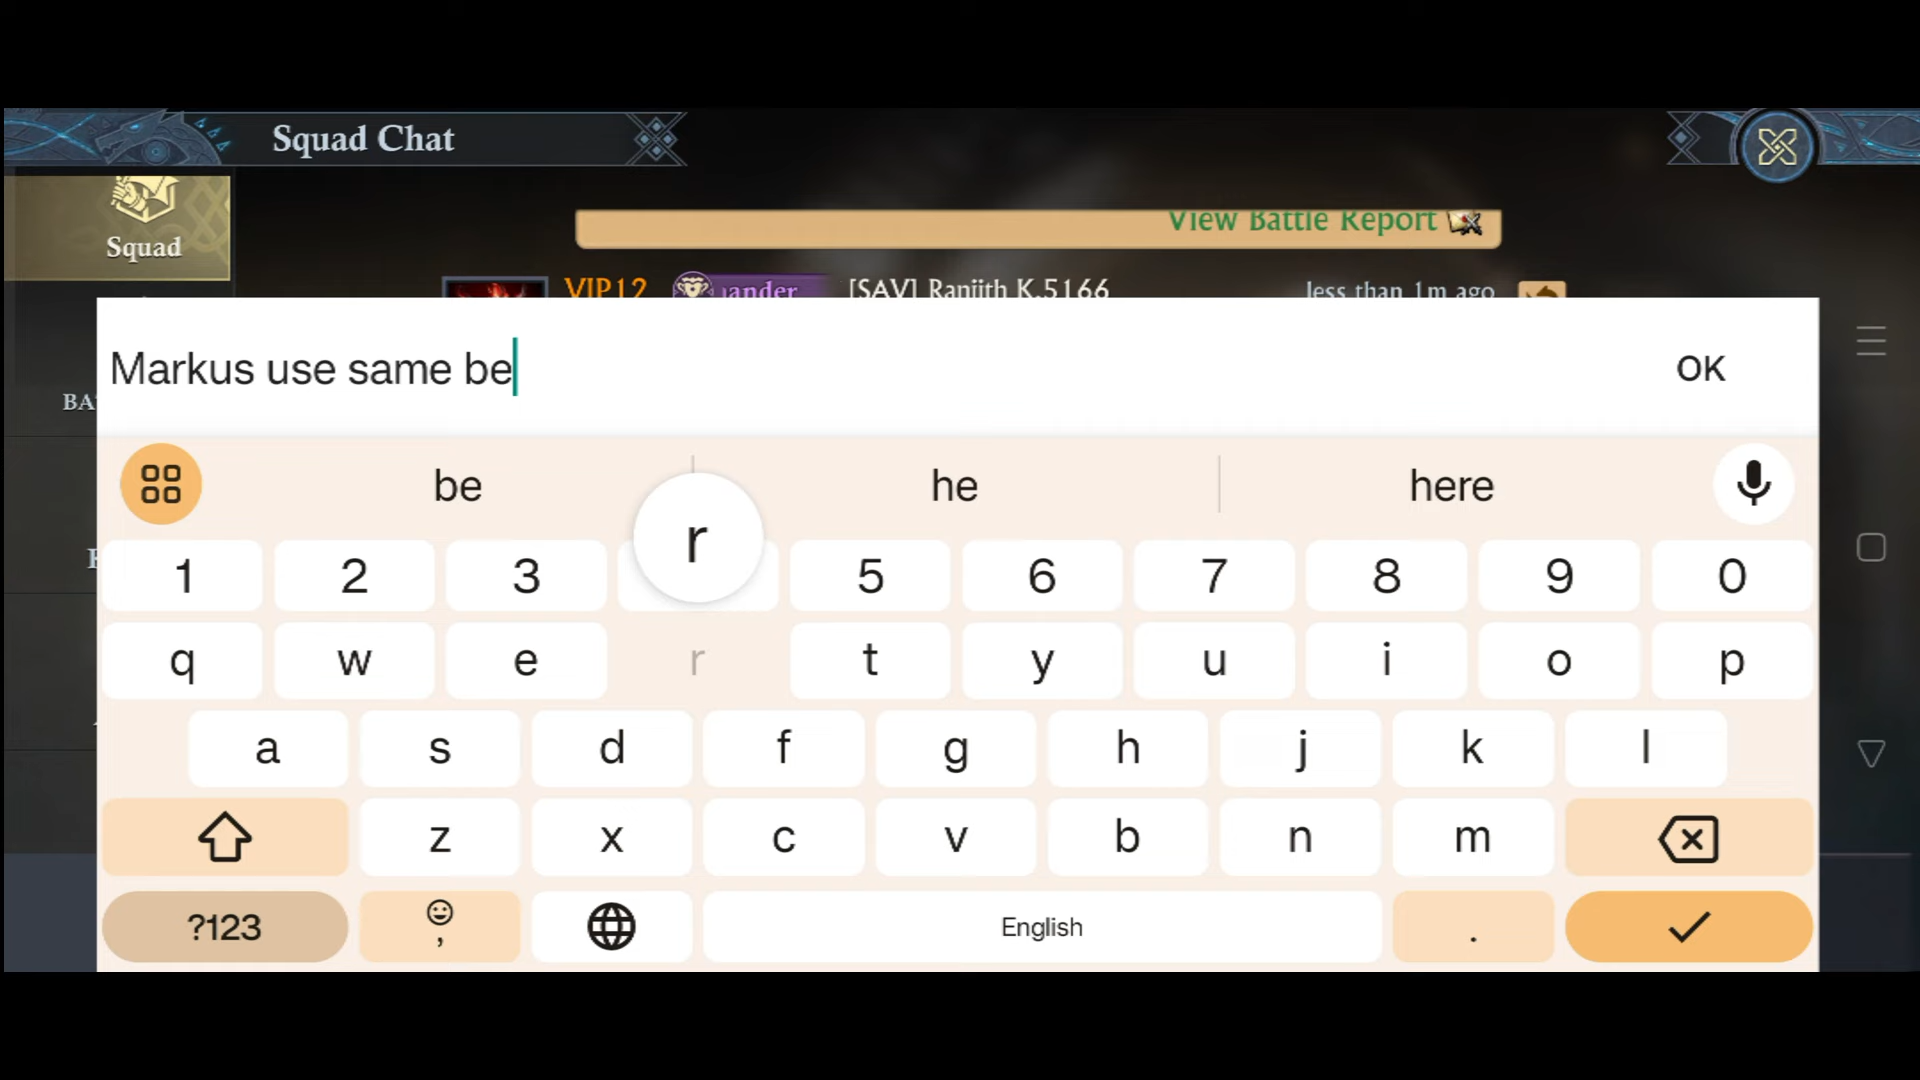 Squad Chat
Squad
View Battle Report
VIP12 [SAV] Ranjith K.5166 less than 1m ago
Markus use same be
OK
be he here
r
1 2 3 5 6 7 8 9 0
q w e r t y u i o p
a s d f g h j k l
z x c v b n m
?123 , English .